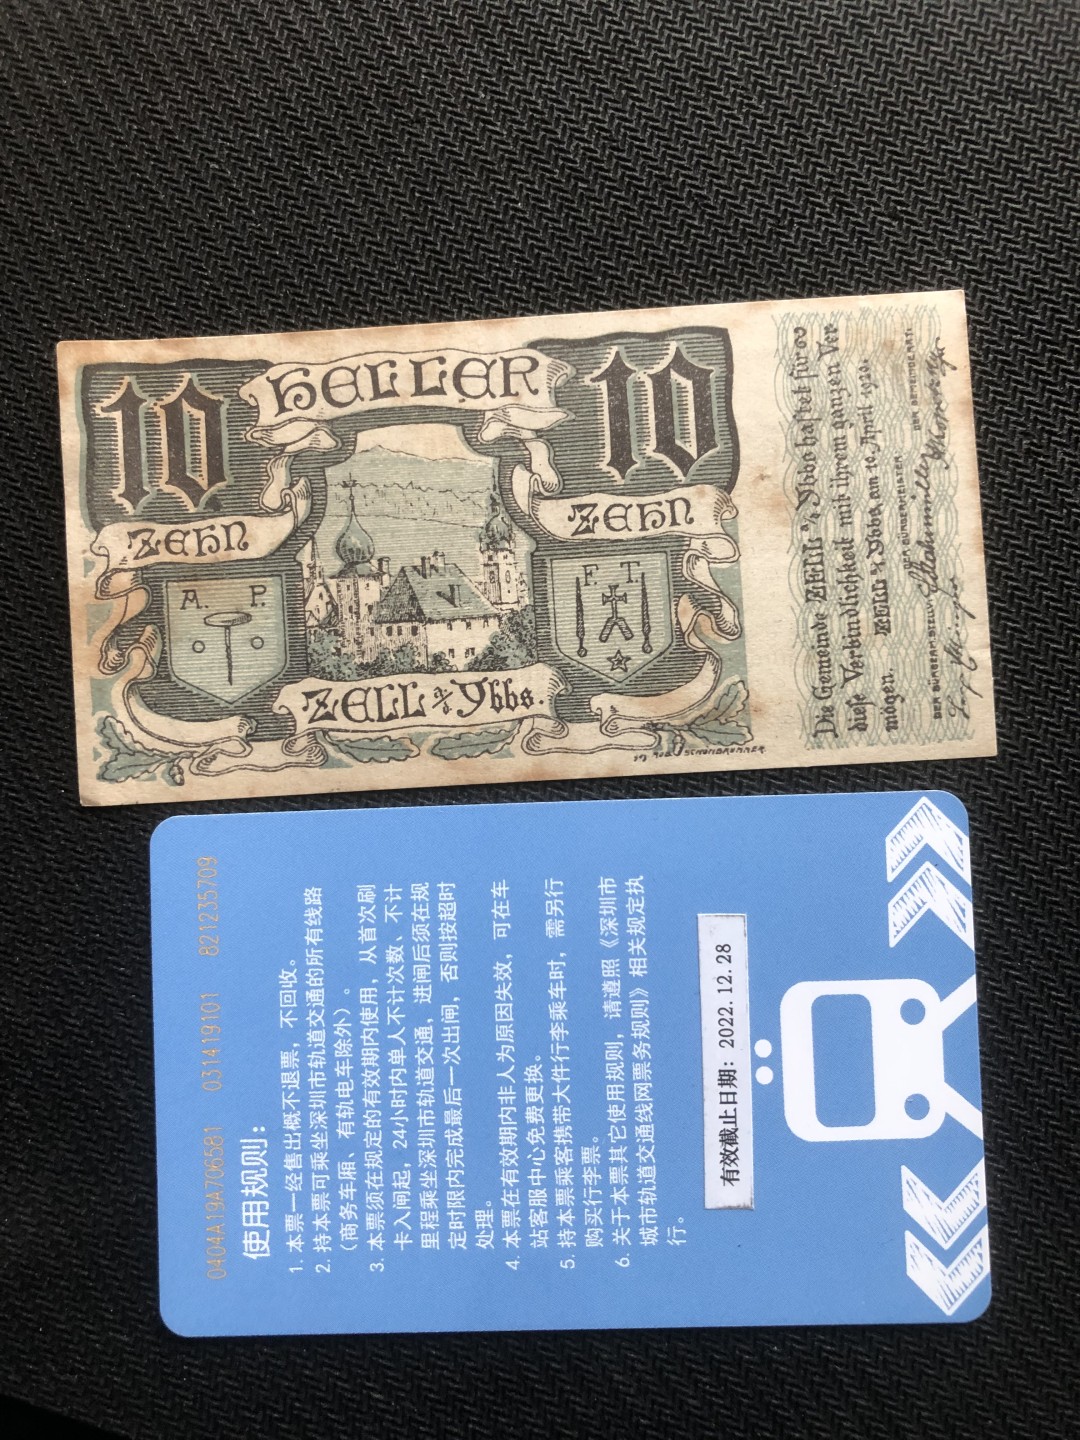 10
HELLER
10
ZEHN
ZEHN
A. P.
F. T.
ZELL a/Ybbs.
SCHÖNBRUNNER
Die Gemeinde ZELL a/Ybbs haftet für
diese Verbindlichkeit mit ihrem ganzen Ver
mögen. ZELL a/Ybbs, am 10. April 1920.
DER BÜRGERM. STELLV.
DER BÜRGERMEISTER
DER OBMANN
0404A19A706581 031419101 821235709
使用规则：
1. 本票一经售出概不退票，不回收。
2. 持本票可乘坐深圳市轨道交通的所有线路
（商务车厢、有轨电车除外）。
3. 本票须在规定的有效期内使用，从首次刷
卡入闸起，24小时内单人不计次数、不计
里程乘坐深圳市轨道交通，进闸后须在规
定时限内完成最后一次出闸，否则按超时
处理。
4. 本票在有效期内非人为原因失效，可在车
站客服中心免费更换。
5. 持本票乘客携带大件行李乘车时，需另行
购买行李票。
6. 关于本票其它使用规则，请遵照《深圳市
城市轨道交通线网票务规则》相关规定执
行。
有效截止日期：2022.12.28